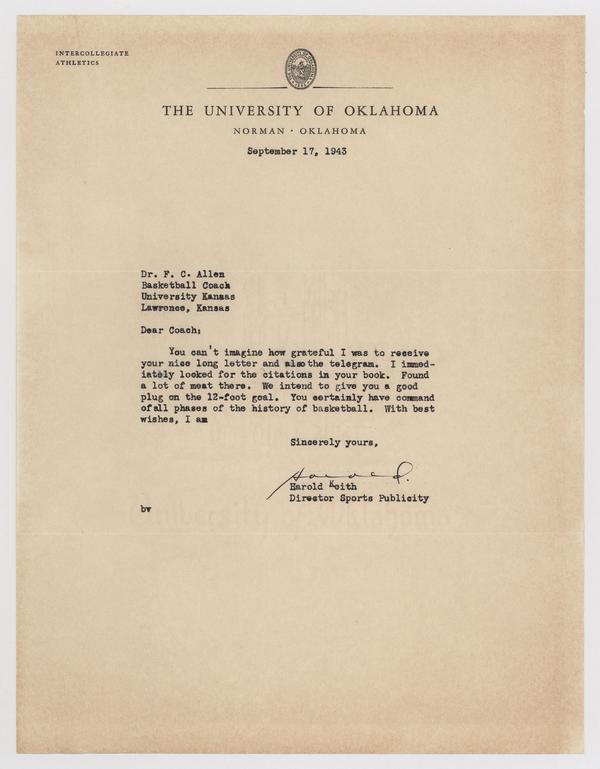 INTERCOLLEGIATE
ATHLETICS
THE UNIVERSITY OF OKLAHOMA
NORMAN · OKLAHOMA
September 17, 1943
Dr. F. C. Allen
Basketball Coach
University Kansas
Lawrence, Kansas
Dear Coach:
You can't imagine how grateful I was to receive
your nice long letter and also the telegram. I immed-
iately looked for the citations in your book. Found
a lot of meat there. We intend to give you a good
plug on the 12-foot goal. You certainly have command
of all phases of the history of basketball. With best
wishes, I am
Sincerely yours,
Harold
Harold Keith
Director Sports Publicity
bv